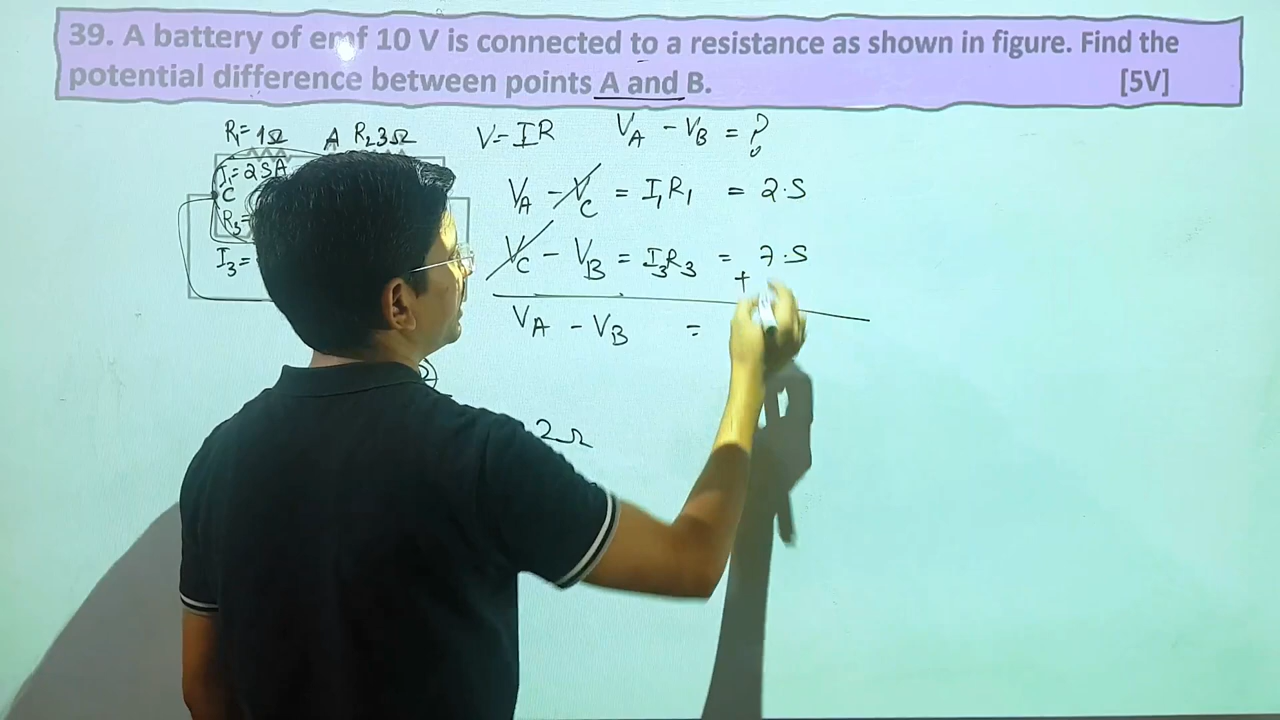 39. A battery of emf 10 V is connected to a resistance as shown in figure. Find the
potential difference between points A and B. [5V]
R₁= 1Ω A R₂3Ω
I₁=2.5A
C
R₃=
I₃=
V=IR V_A - V_B = ?
V_A - V_C = I₁R₁ = 2.5
V_C - V_B = I₃R₃ = 7.5
+
V_A - V_B =
2Ω